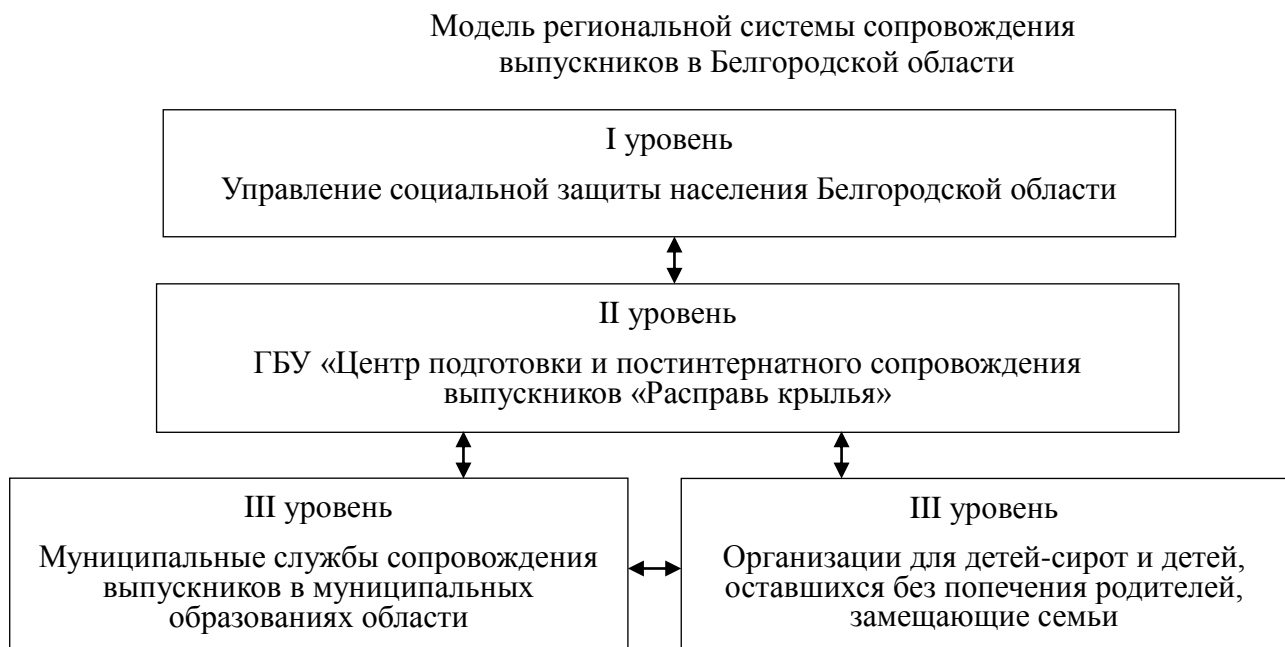 Модель региональной системы сопровождения
выпускников в Белгородской области
I уровень
Управление социальной защиты населения Белгородской области
II уровень
ГБУ «Центр подготовки и постинтернатного сопровождения
выпускников «Расправь крылья»
III уровень
Муниципальные службы сопровождения
выпускников в муниципальных
образованиях области
III уровень
Организации для детей-сирот и детей,
оставшихся без попечения родителей,
замещающие семьи